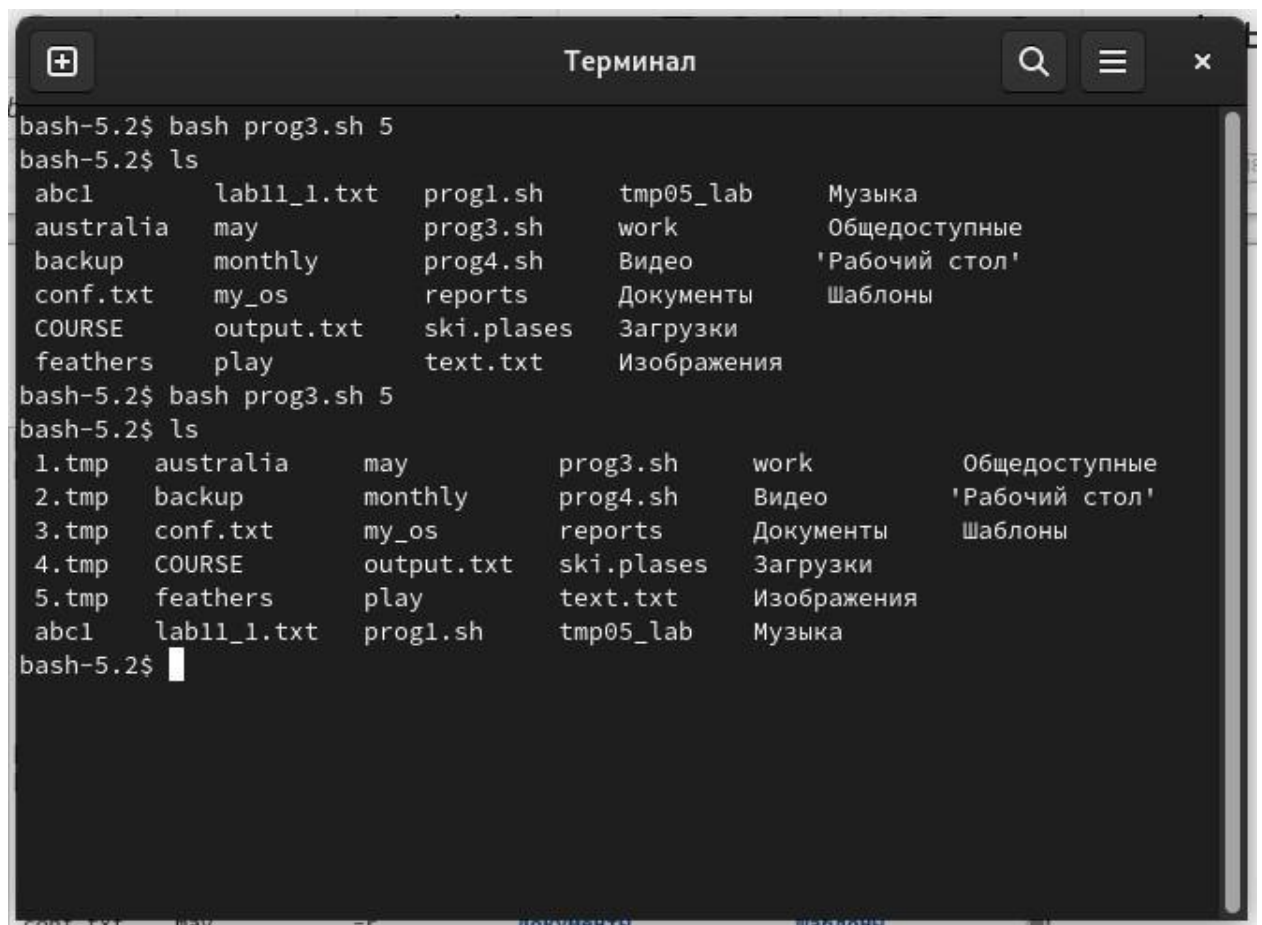 Терминал
bash-5.2$ bash prog3.sh 5
bash-5.2$ ls
abc1 lab11_1.txt prog1.sh tmp05_lab Музыка
australia may prog3.sh work Общедоступные
backup monthly prog4.sh Видео 'Рабочий стол'
conf.txt my_os reports Документы Шаблоны
COURSE output.txt ski.plases Загрузки
feathers play text.txt Изображения
bash-5.2$ bash prog3.sh 5
bash-5.2$ ls
1.tmp australia may prog3.sh work Общедоступные
2.tmp backup monthly prog4.sh Видео 'Рабочий стол'
3.tmp conf.txt my_os reports Документы Шаблоны
4.tmp COURSE output.txt ski.plases Загрузки
5.tmp feathers play text.txt Изображения
abc1 lab11_1.txt prog1.sh tmp05_lab Музыка
bash-5.2$